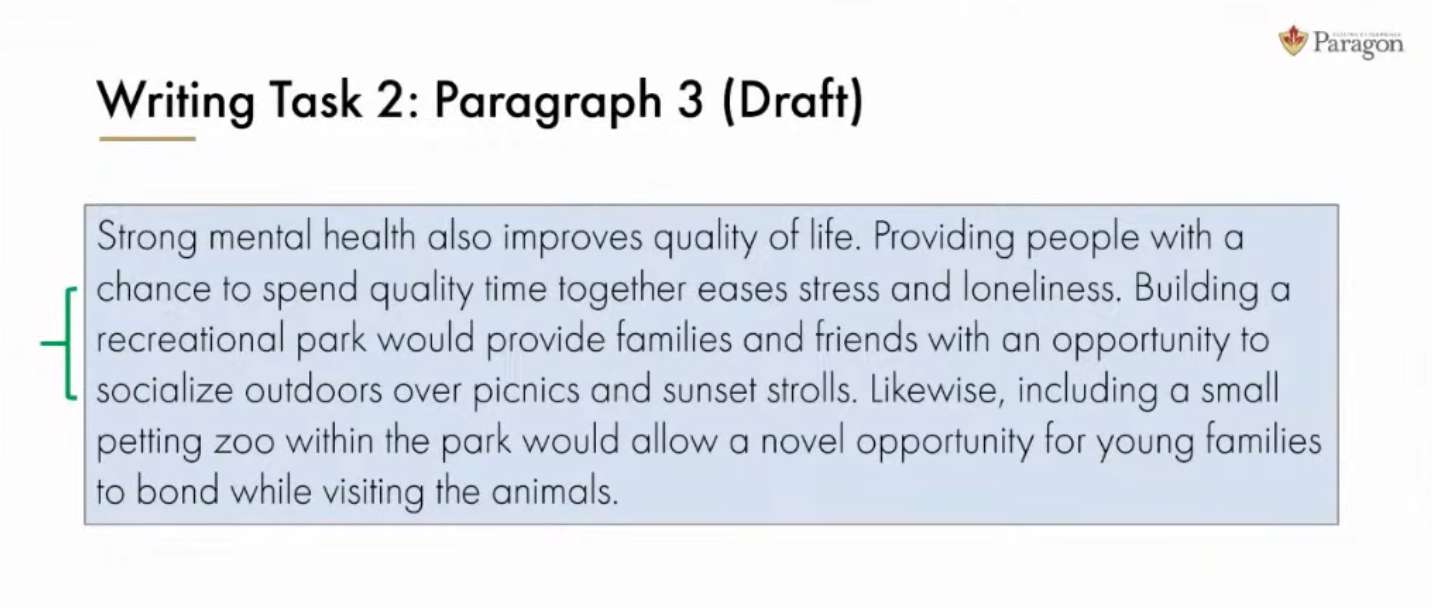 Paragon
Writing Task 2: Paragraph 3 (Draft)
Strong mental health also improves quality of life. Providing people with a
chance to spend quality time together eases stress and loneliness. Building a
recreational park would provide families and friends with an opportunity to
socialize outdoors over picnics and sunset strolls. Likewise, including a small
petting zoo within the park would allow a novel opportunity for young families
to bond while visiting the animals.